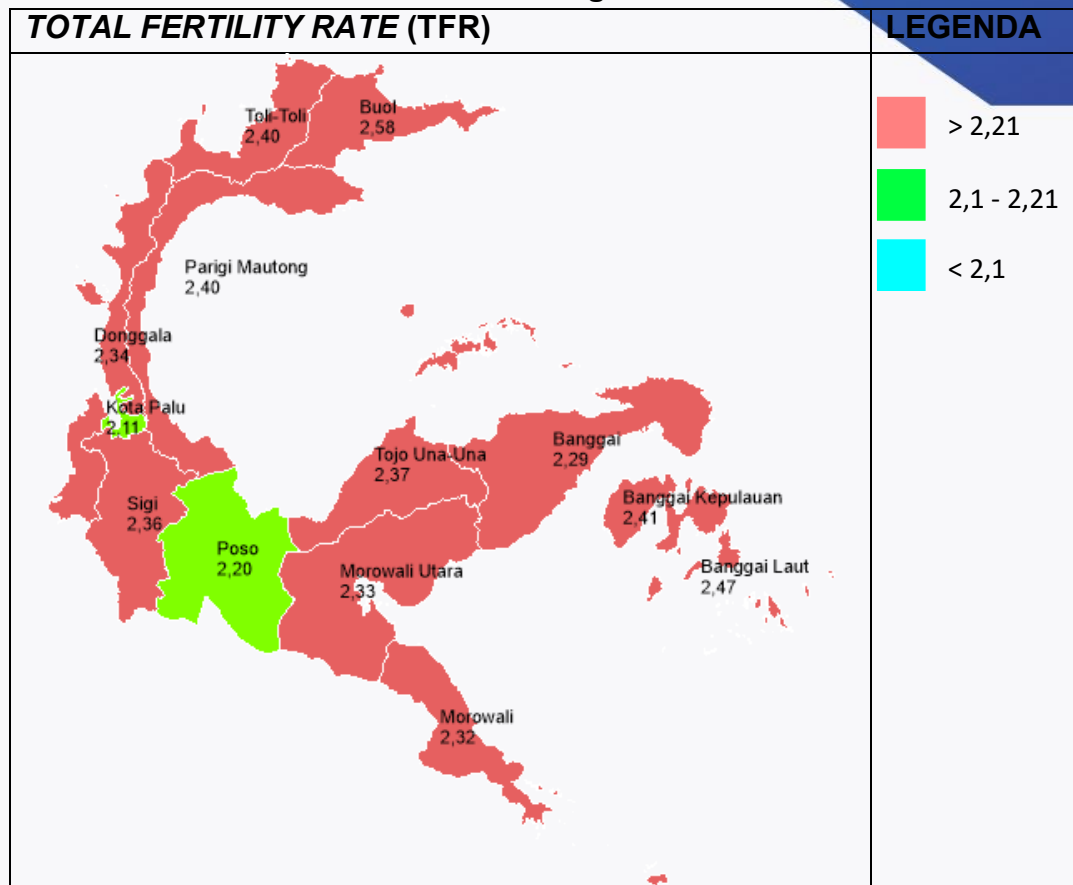 TOTAL FERTILITY RATE (TFR)
LEGENDA
Toli-Toli
2,40
Buol
2,58
> 2,21
2,1 - 2,21
< 2,1
Parigi Mautong
2,40
Donggala
2,34
Kota Palu
2,11
Tojo Una-Una
2,37
Banggai
2,29
Sigi
2,36
Banggai Kepulauan
2,41
Poso
2,20
Morowali Utara
2,33
Banggai Laut
2,47
Morowali
2,32